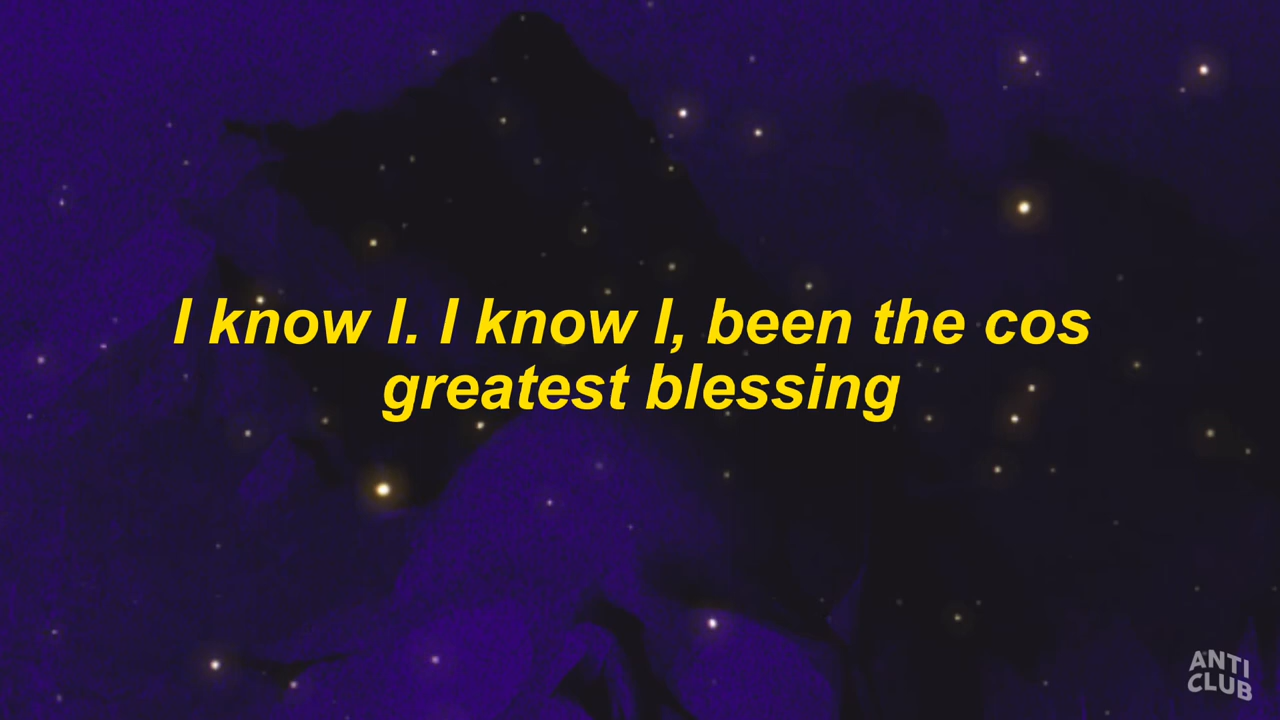 I know I. I know I, been the cos
greatest blessing
ANTI
CLUB